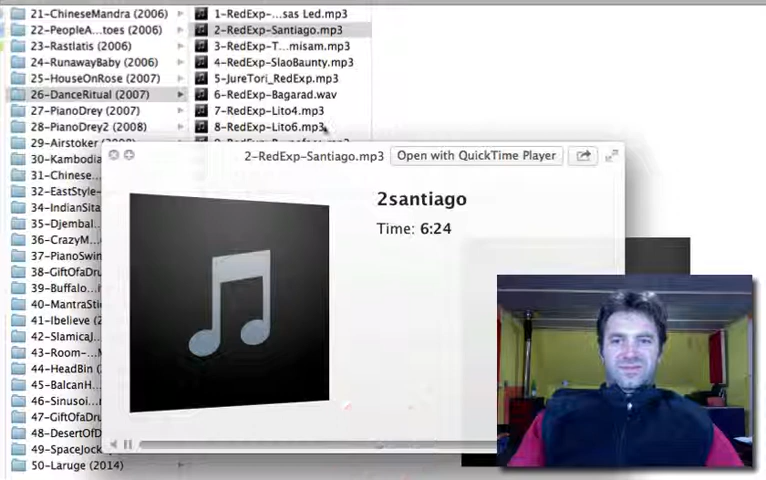 21-ChineseMandra (2006)
22-PeopleA...toes (2006)
23-Rastlatis (2006)
24-RunawayBaby (2006)
25-HouseOnRose (2007)
26-DanceRitual (2007)
27-PianoDrey (2007)
28-PianoDrey2 (2008)
29-Airstoker
30-Kambodia
31-Chinese
32-EastStyle-
34-IndianSita
35-Djembal
36-CrazyM...
37-PianoSwin
38-GiftOfaDru
39-Buffalo...
40-MantraSti
41-Ibelieve (2
42-SlamicaJ
43-Room-...
44-HeadBin (
45-BalcanH
46-Sinusoi...
47-GiftOfaDru
48-DesertOfD
49-SpaceJock
50-Laruge (2014)
1-RedExp-...sas Led.mp3
2-RedExp-Santiago.mp3
3-RedExp-T...misam.mp3
4-RedExp-SlaoBaunty.mp3
5-JureTori_RedExp.mp3
6-RedExp-Bagarad.wav
7-RedExp-Lito4.mp3
8-RedExp-Lito6.mp3
2-RedExp-Santiago.mp3
Open with QuickTime Player
2santiago
Time: 6:24